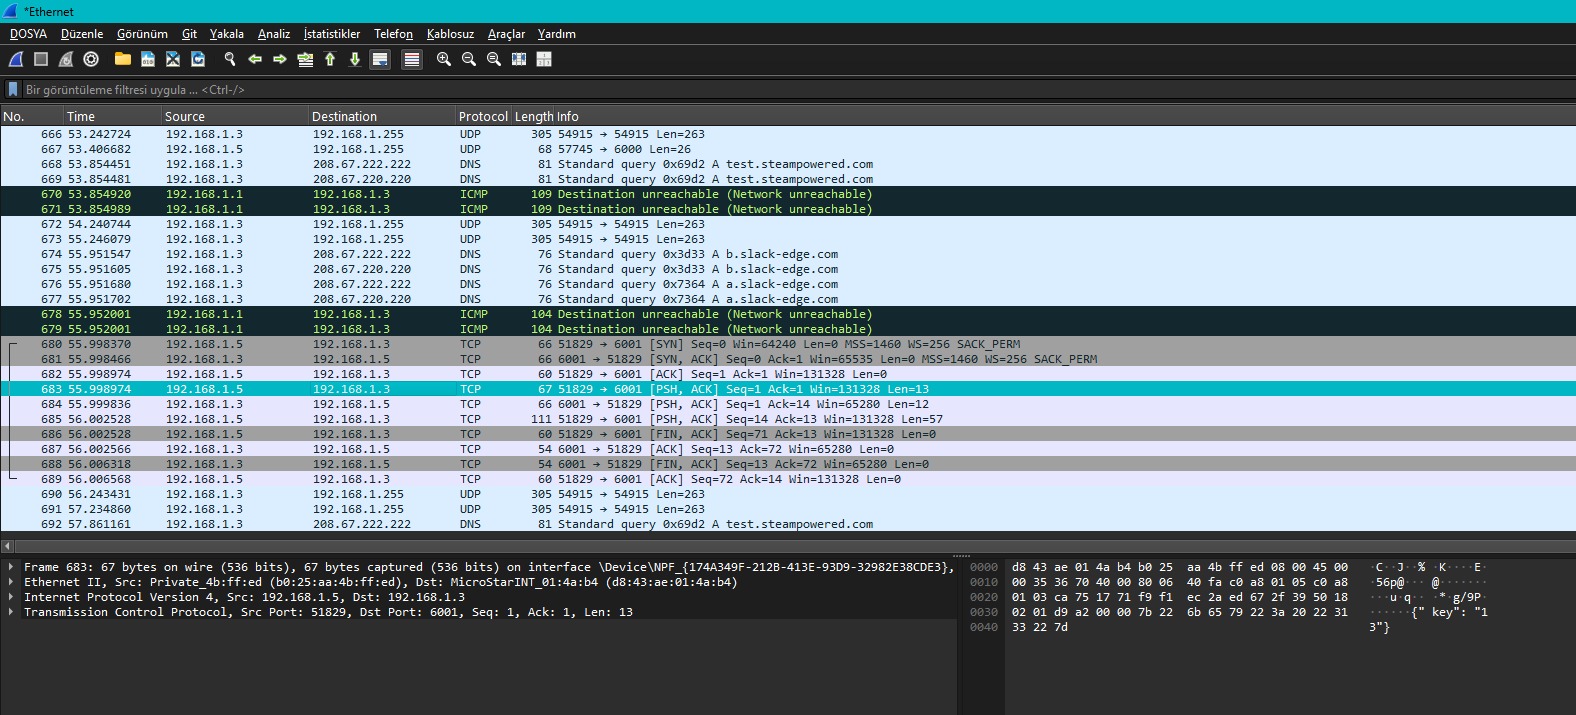 *Ethernet
DOSYA Düzenle Görünüm Git Yakala Analiz İstatistikler Telefon Kablosuz Araçlar Yardım
Bir görüntüleme filtresi uygula ... <Ctrl-/>
No. Time Source Destination Protocol Length Info
666 53.242724 192.168.1.3 192.168.1.255 UDP 305 54915 → 54915 Len=263
667 53.406682 192.168.1.5 192.168.1.255 UDP 68 57745 → 6000 Len=26
668 53.854451 192.168.1.3 208.67.222.222 DNS 81 Standard query 0x69d2 A test.steampowered.com
669 53.854481 192.168.1.3 208.67.220.220 DNS 81 Standard query 0x69d2 A test.steampowered.com
670 53.854920 192.168.1.1 192.168.1.3 ICMP 109 Destination unreachable (Network unreachable)
671 53.854989 192.168.1.1 192.168.1.3 ICMP 109 Destination unreachable (Network unreachable)
672 54.240744 192.168.1.3 192.168.1.255 UDP 305 54915 → 54915 Len=263
673 55.246079 192.168.1.3 192.168.1.255 UDP 305 54915 → 54915 Len=263
674 55.951547 192.168.1.3 208.67.222.222 DNS 76 Standard query 0x3d33 A b.slack-edge.com
675 55.951605 192.168.1.3 208.67.220.220 DNS 76 Standard query 0x3d33 A b.slack-edge.com
676 55.951680 192.168.1.3 208.67.222.222 DNS 76 Standard query 0x7364 A a.slack-edge.com
677 55.951702 192.168.1.3 208.67.220.220 DNS 76 Standard query 0x7364 A a.slack-edge.com
678 55.952001 192.168.1.1 192.168.1.3 ICMP 104 Destination unreachable (Network unreachable)
679 55.952001 192.168.1.1 192.168.1.3 ICMP 104 Destination unreachable (Network unreachable)
680 55.998370 192.168.1.5 192.168.1.3 TCP 66 51829 → 6001 [SYN] Seq=0 Win=64240 Len=0 MSS=1460 WS=256 SACK_PERM
681 55.998466 192.168.1.3 192.168.1.5 TCP 66 6001 → 51829 [SYN, ACK] Seq=0 Ack=1 Win=65535 Len=0 MSS=1460 WS=256 SACK_PERM
682 55.998974 192.168.1.5 192.168.1.3 TCP 60 51829 → 6001 [ACK] Seq=1 Ack=1 Win=131328 Len=0
683 55.998974 192.168.1.5 192.168.1.3 TCP 67 51829 → 6001 [PSH, ACK] Seq=1 Ack=1 Win=131328 Len=13
684 55.999836 192.168.1.3 192.168.1.5 TCP 66 6001 → 51829 [PSH, ACK] Seq=1 Ack=14 Win=65280 Len=12
685 56.002528 192.168.1.5 192.168.1.3 TCP 111 51829 → 6001 [PSH, ACK] Seq=14 Ack=13 Win=131328 Len=57
686 56.002528 192.168.1.5 192.168.1.3 TCP 60 51829 → 6001 [FIN, ACK] Seq=71 Ack=13 Win=131328 Len=0
687 56.002566 192.168.1.3 192.168.1.5 TCP 54 6001 → 51829 [ACK] Seq=13 Ack=72 Win=65280 Len=0
688 56.006318 192.168.1.3 192.168.1.5 TCP 54 6001 → 51829 [FIN, ACK] Seq=13 Ack=72 Win=65280 Len=0
689 56.006568 192.168.1.5 192.168.1.3 TCP 60 51829 → 6001 [ACK] Seq=72 Ack=14 Win=131328 Len=0
690 56.243431 192.168.1.3 192.168.1.255 UDP 305 54915 → 54915 Len=263
691 57.234860 192.168.1.3 192.168.1.255 UDP 305 54915 → 54915 Len=263
692 57.861161 192.168.1.3 208.67.222.222 DNS 81 Standard query 0x69d2 A test.steampowered.com
Frame 683: 67 bytes on wire (536 bits), 67 bytes captured (536 bits) on interface \Device\NPF_{174A349F-212B-413E-93D9-32982E38CDE3},
Ethernet II, Src: Private_4b:ff:ed (b0:25:aa:4b:ff:ed), Dst: MicroStarINT_01:4a:b4 (d8:43:ae:01:4a:b4)
Internet Protocol Version 4, Src: 192.168.1.5, Dst: 192.168.1.3
Transmission Control Protocol, Src Port: 51829, Dst Port: 6001, Seq: 1, Ack: 1, Len: 13
0000 d8 43 ae 01 4a b4 b0 25 aa 4b ff ed 08 00 45 00 ·C··J··% ·K····E·
0010 00 35 36 70 40 00 80 06 40 fa c0 a8 01 05 c0 a8 ·56p@··· @·······
0020 01 03 ca 75 17 71 f9 f1 ec 2a ed 67 2f 39 50 18 ···u·q·· ·*·g/9P·
0030 02 01 d9 a2 00 00 7b 22 6b 65 79 22 3a 20 22 31 ······{" key": "1
0040 33 22 7d 3"}